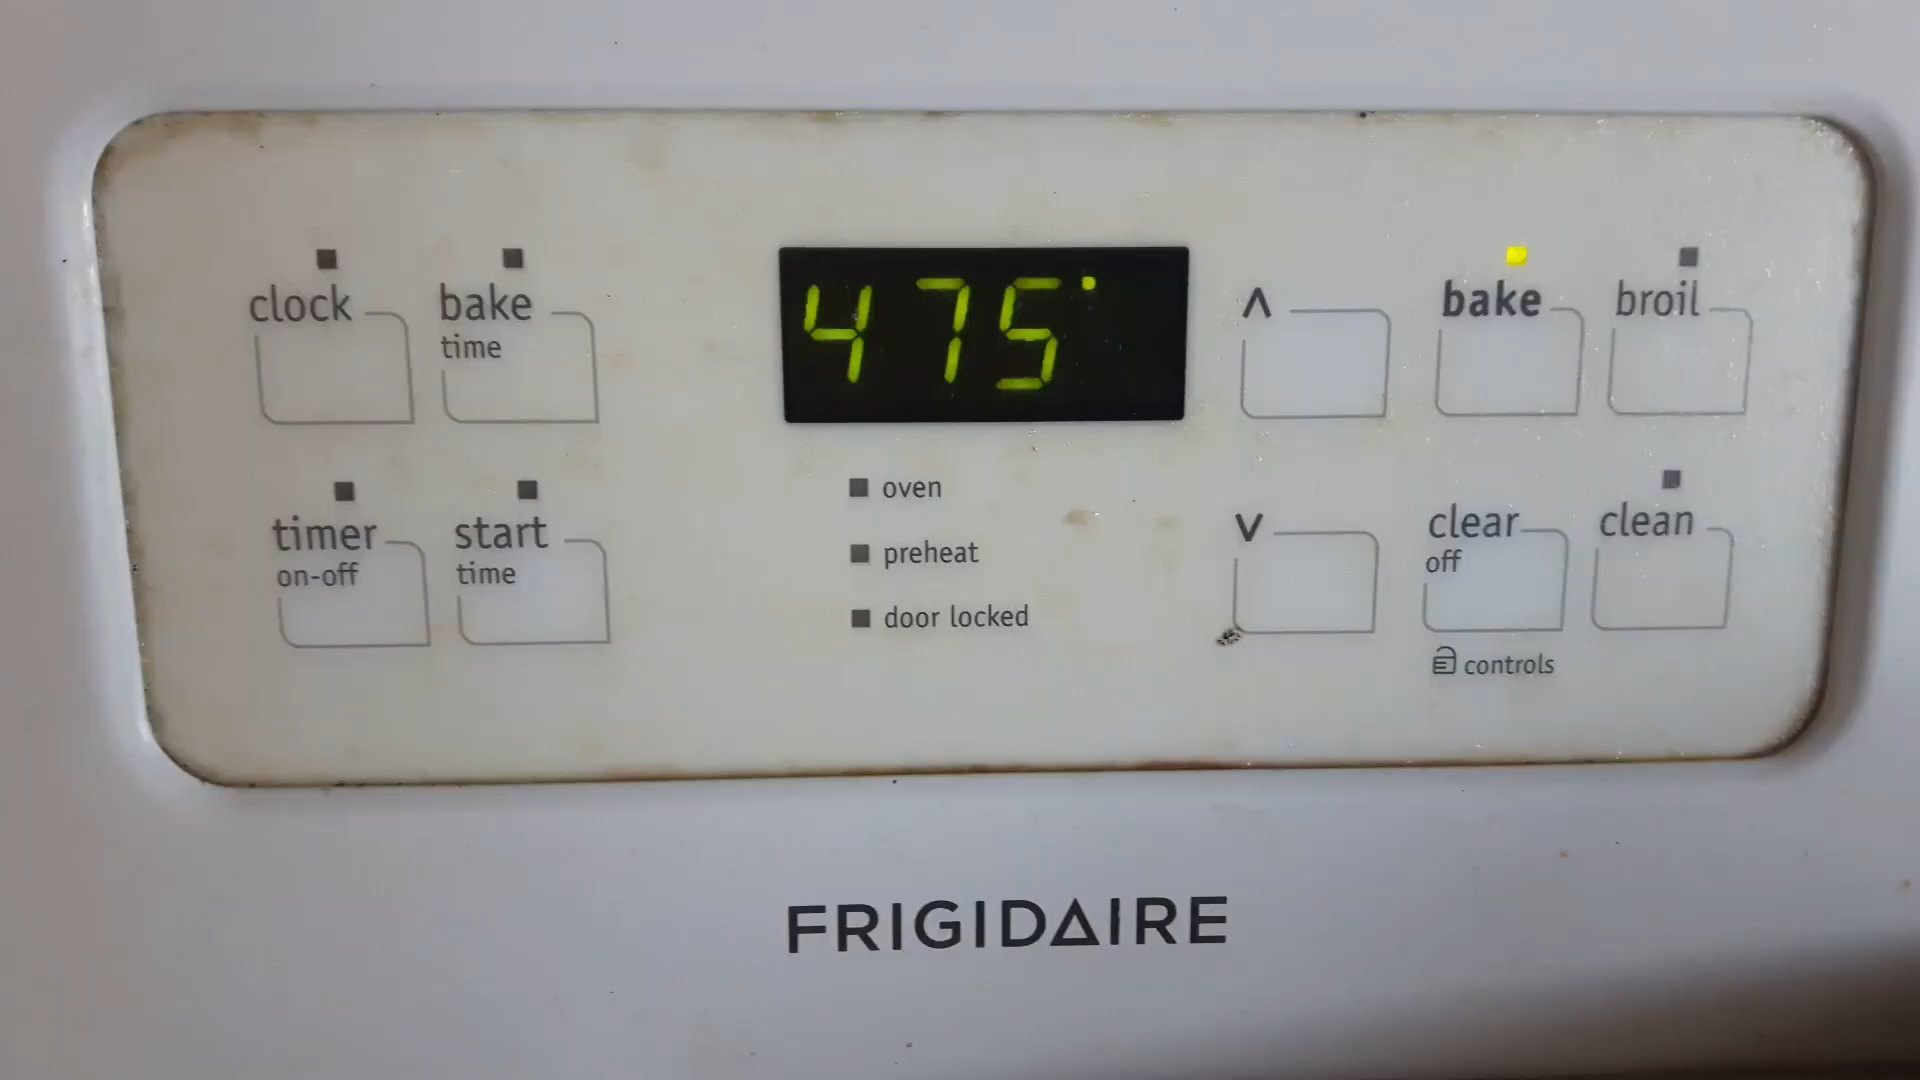 475°
clock
bake
time
∧
bake
broil
timer
on-off
start
time
oven
preheat
door locked
∨
clear
off
clean
controls
FRIGIDAIRE